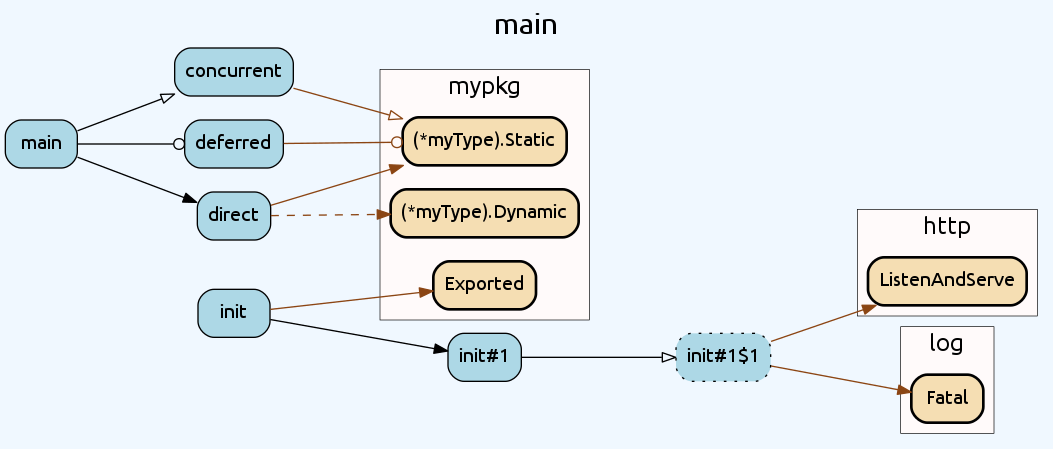 main
concurrent
mypkg
main
deferred
(*myType).Static
direct
(*myType).Dynamic
http
Exported
ListenAndServe
init
init#1
init#1$1
log
Fatal